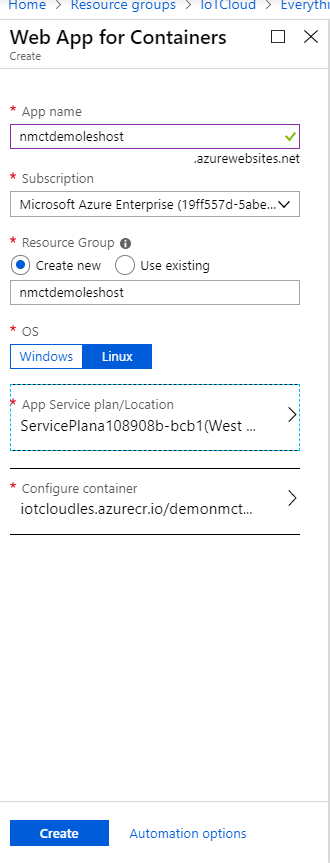 Home > Resource groups > IoTCloud > Everythi
Web App for Containers
Create
* App name
nmctdemoleshost
.azurewebsites.net
* Subscription
Microsoft Azure Enterprise (19ff557d-5abe...
* Resource Group
Create new Use existing
nmctdemoleshost
* OS
Windows Linux
* App Service plan/Location
ServicePlana108908b-bcb1(West ...
* Configure container
iotcloudles.azurecr.io/demonmct...
Create Automation options